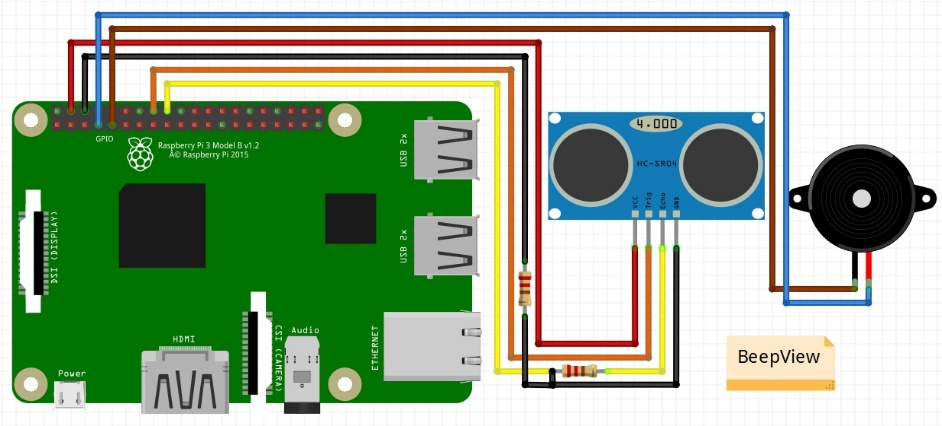 GPIO
Raspberry Pi 3 Model B v1.2
Â© Raspberry Pi 2015
USB 2x
USB 2x
DSI (DISPLAY)
CSI (CAMERA)
ETHERNET
Audio
HDMI
Power
4.000
HC-SR04
VCC
Trig
Echo
GND
BeepView